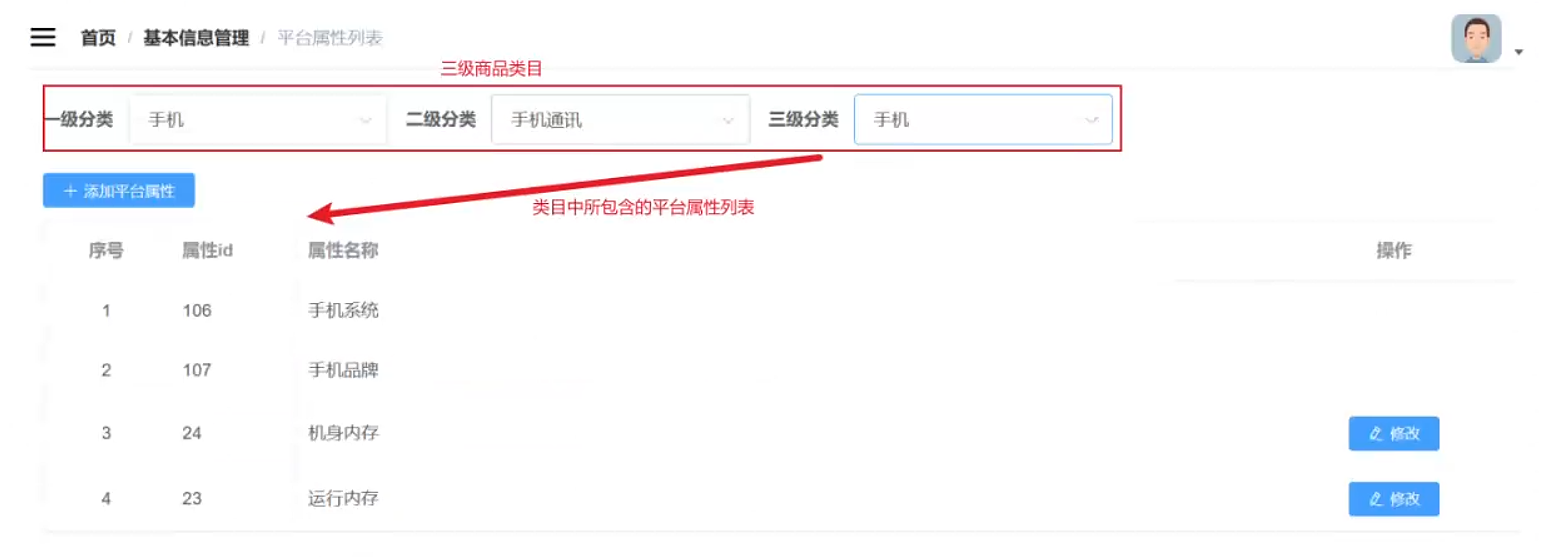 首页 / 基本信息管理 / 平台属性列表
三级商品类目
一级分类 手机 二级分类 手机通讯 三级分类 手机
+ 添加平台属性
类目中所包含的平台属性列表
序号 属性id 属性名称 操作
1 106 手机系统
2 107 手机品牌
3 24 机身内存 修改
4 23 运行内存 修改